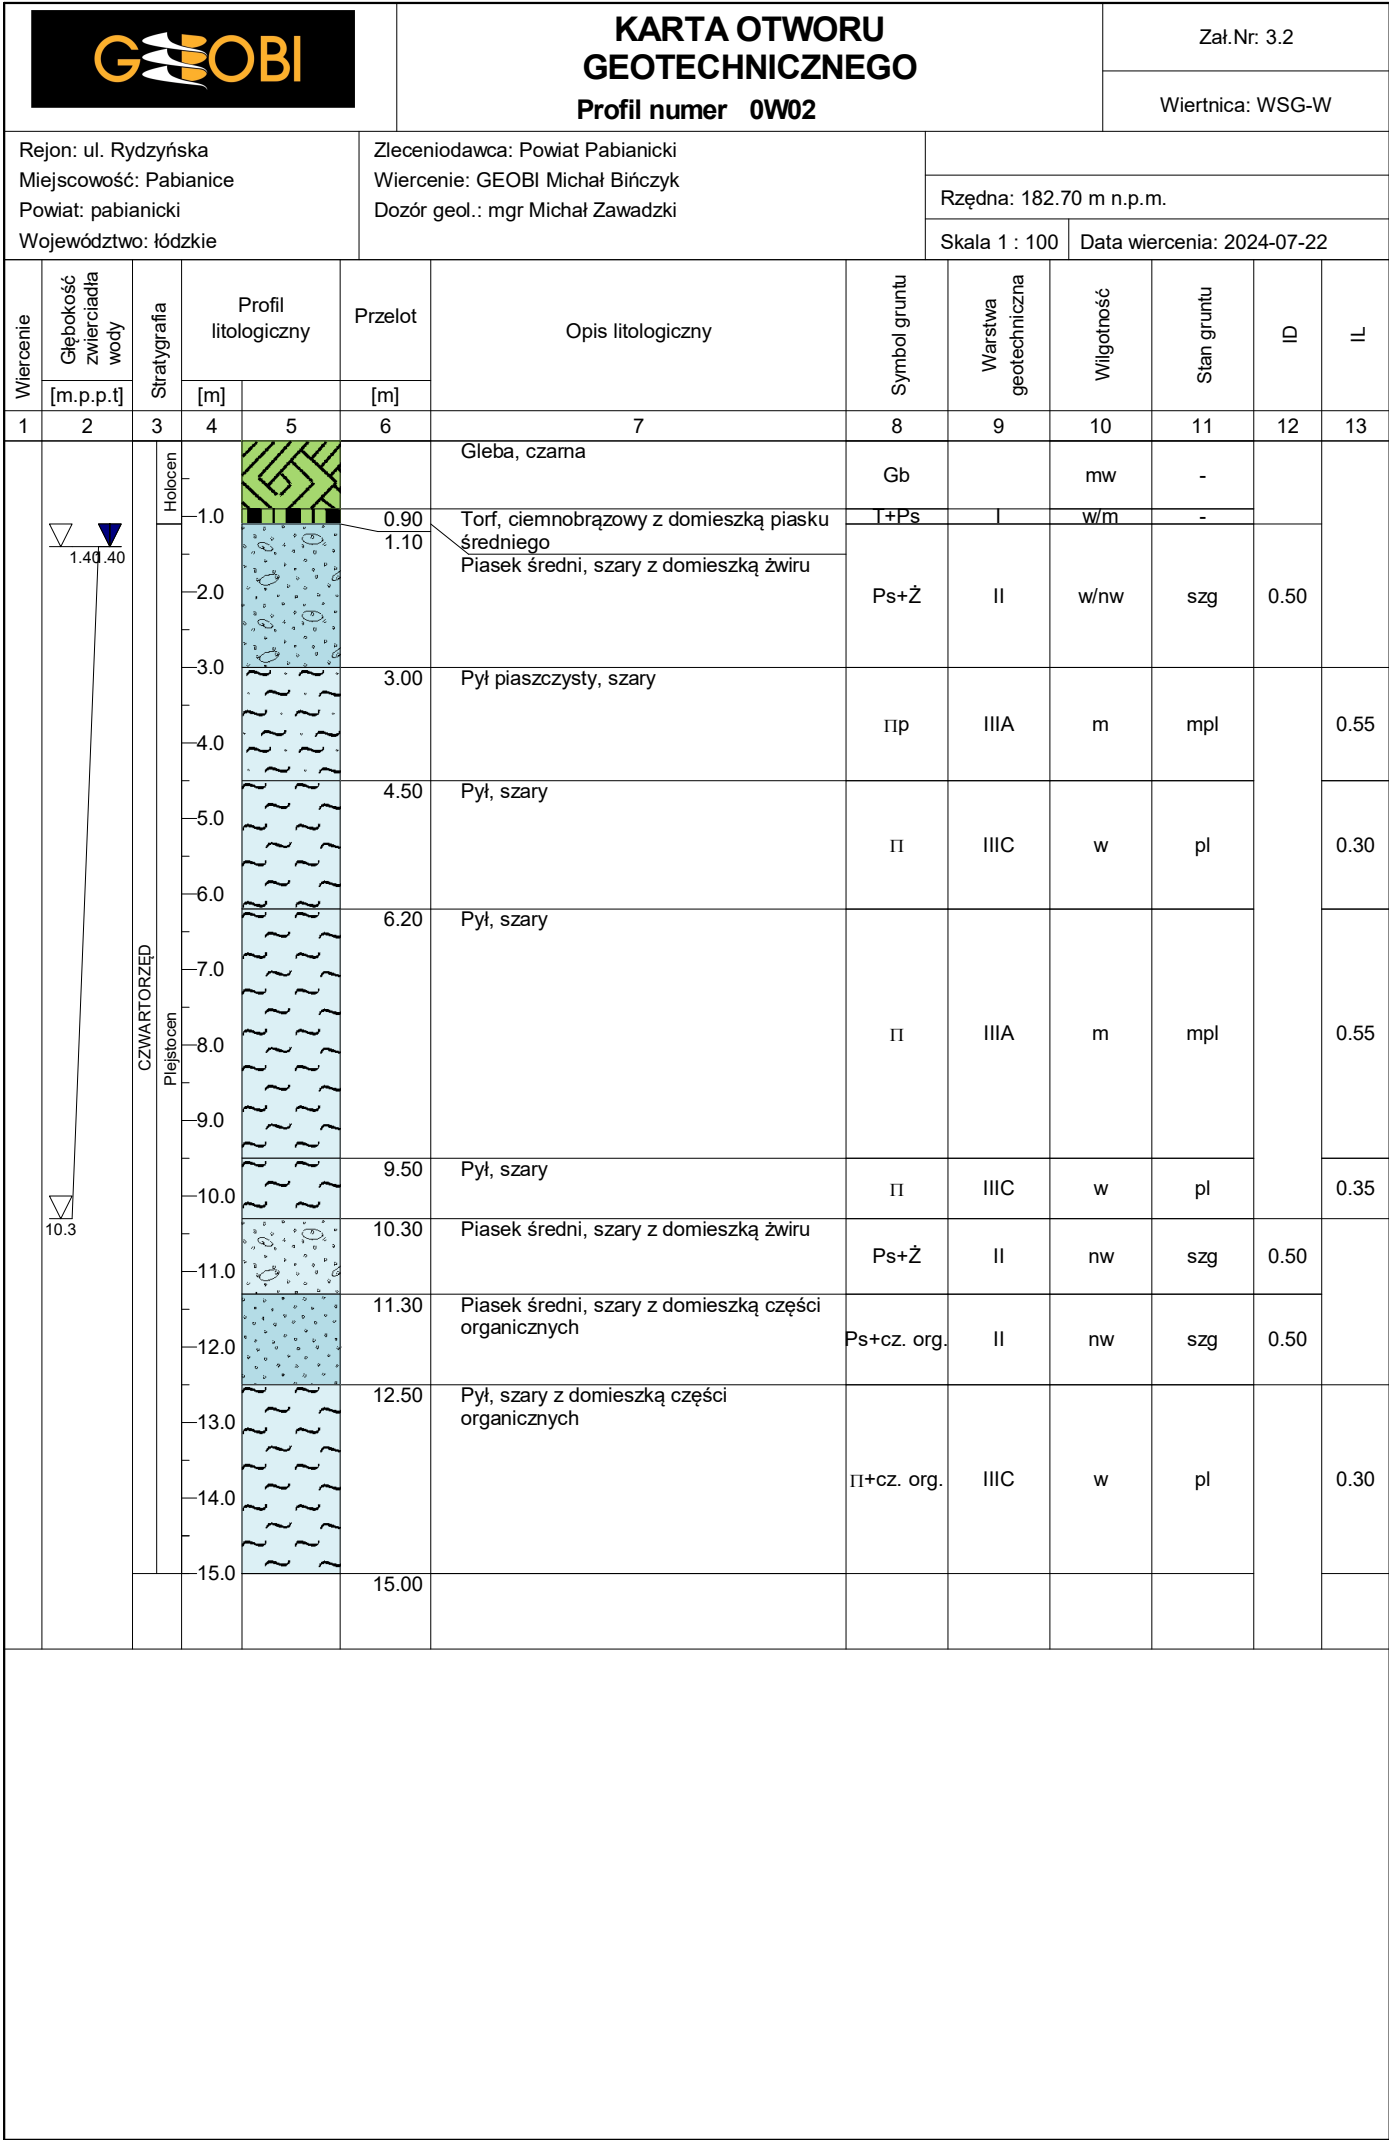 GEOBI
KARTA OTWORU
GEOTECHNICZNEGO
Profil numer 0W02
Zał.Nr: 3.2
Wiertnica: WSG-W
Rejon: ul. Rydzyńska
Miejscowość: Pabianice
Powiat: pabianicki
Województwo: łódzkie
Zleceniodawca: Powiat Pabianicki
Wiercenie: GEOBI Michał Bińczyk
Dozór geol.: mgr Michał Zawadzki
Rzędna: 182.70 m n.p.m.
Skala 1 : 100
Data wiercenia: 2024-07-22
Wiercenie
Głębokość
zwierciadła
wody
[m.p.p.t]
Stratygrafia
Profil
litologiczny
[m]
Przelot
[m]
Opis litologiczny
Symbol gruntu
Warstwa
geotechniczna
Wilgotność
Stan gruntu
ID
IL
1 2 3 4 5 6 7 8 9 10 11 12 13
Holocen
CZWARTORZĘD
Plejstocen
1.40
1.40
10.3
1.0
2.0
3.0
4.0
5.0
6.0
7.0
8.0
9.0
10.0
11.0
12.0
13.0
14.0
15.0
Gleba, czarna
Gb mw -
0.90 Torf, ciemnobrązowy z domieszką piasku
średniego
T+Ps I w/m -
1.10 Piasek średni, szary z domieszką żwiru
Ps+Ż II w/nw szg 0.50
3.00 Pył piaszczysty, szary
Πp IIIA m mpl 0.55
4.50 Pył, szary
Π IIIC w pl 0.30
6.20 Pył, szary
Π IIIA m mpl 0.55
9.50 Pył, szary
Π IIIC w pl 0.35
10.30 Piasek średni, szary z domieszką żwiru
Ps+Ż II nw szg 0.50
11.30 Piasek średni, szary z domieszką części
organicznych
Ps+cz. org. II nw szg 0.50
12.50 Pył, szary z domieszką części
organicznych
Π+cz. org. IIIC w pl 0.30
15.00